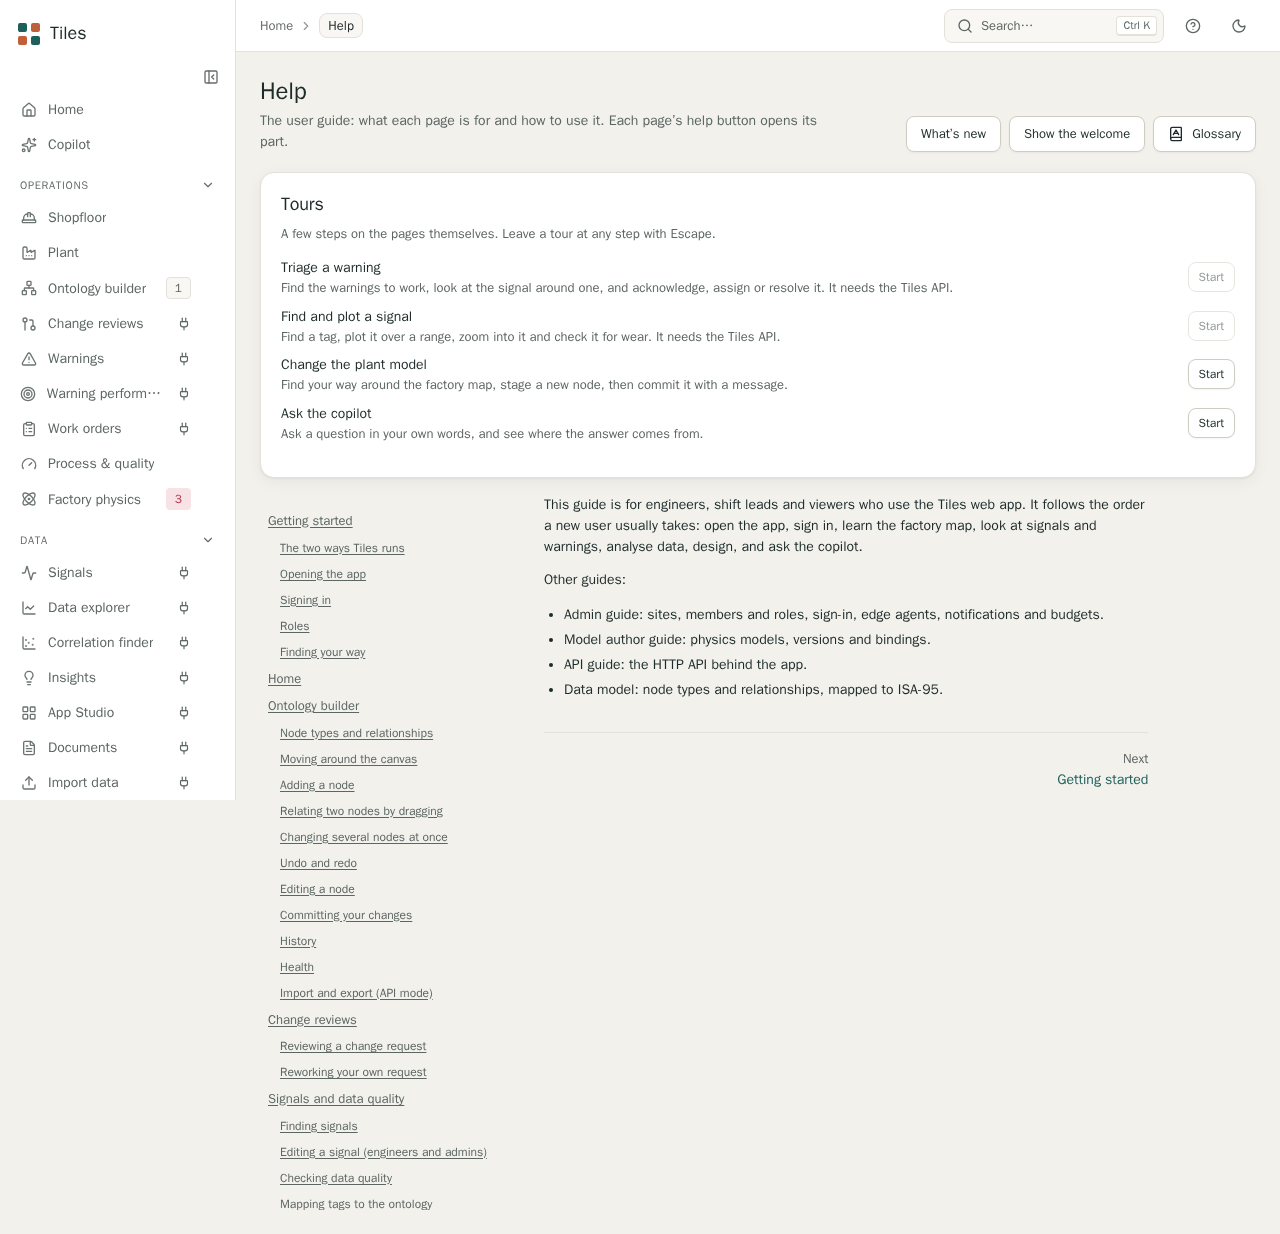 Tiles
Home
Copilot
OPERATIONS
Shopfloor
Plant
Ontology builder 1
Change reviews
Warnings
Warning perform…
Work orders
Process & quality
Factory physics 3
DATA
Signals
Data explorer
Correlation finder
Insights
App Studio
Documents
Import data
Home > Help
Search… Ctrl K
Help
The user guide: what each page is for and how to use it. Each page's help button opens its
part.
What's new
Show the welcome
Glossary
Tours
A few steps on the pages themselves. Leave a tour at any step with Escape.
Triage a warning
Find the warnings to work, look at the signal around one, and acknowledge, assign or resolve it. It needs the Tiles API.
Start
Find and plot a signal
Find a tag, plot it over a range, zoom into it and check it for wear. It needs the Tiles API.
Start
Change the plant model
Find your way around the factory map, stage a new node, then commit it with a message.
Start
Ask the copilot
Ask a question in your own words, and see where the answer comes from.
Start
Getting started
The two ways Tiles runs
Opening the app
Signing in
Roles
Finding your way
Home
Ontology builder
Node types and relationships
Moving around the canvas
Adding a node
Relating two nodes by dragging
Changing several nodes at once
Undo and redo
Editing a node
Committing your changes
History
Health
Import and export (API mode)
Change reviews
Reviewing a change request
Reworking your own request
Signals and data quality
Finding signals
Editing a signal (engineers and admins)
Checking data quality
Mapping tags to the ontology
This guide is for engineers, shift leads and viewers who use the Tiles web app. It follows the order
a new user usually takes: open the app, sign in, learn the factory map, look at signals and
warnings, analyse data, design, and ask the copilot.
Other guides:
• Admin guide: sites, members and roles, sign-in, edge agents, notifications and budgets.
• Model author guide: physics models, versions and bindings.
• API guide: the HTTP API behind the app.
• Data model: node types and relationships, mapped to ISA-95.
Next
Getting started